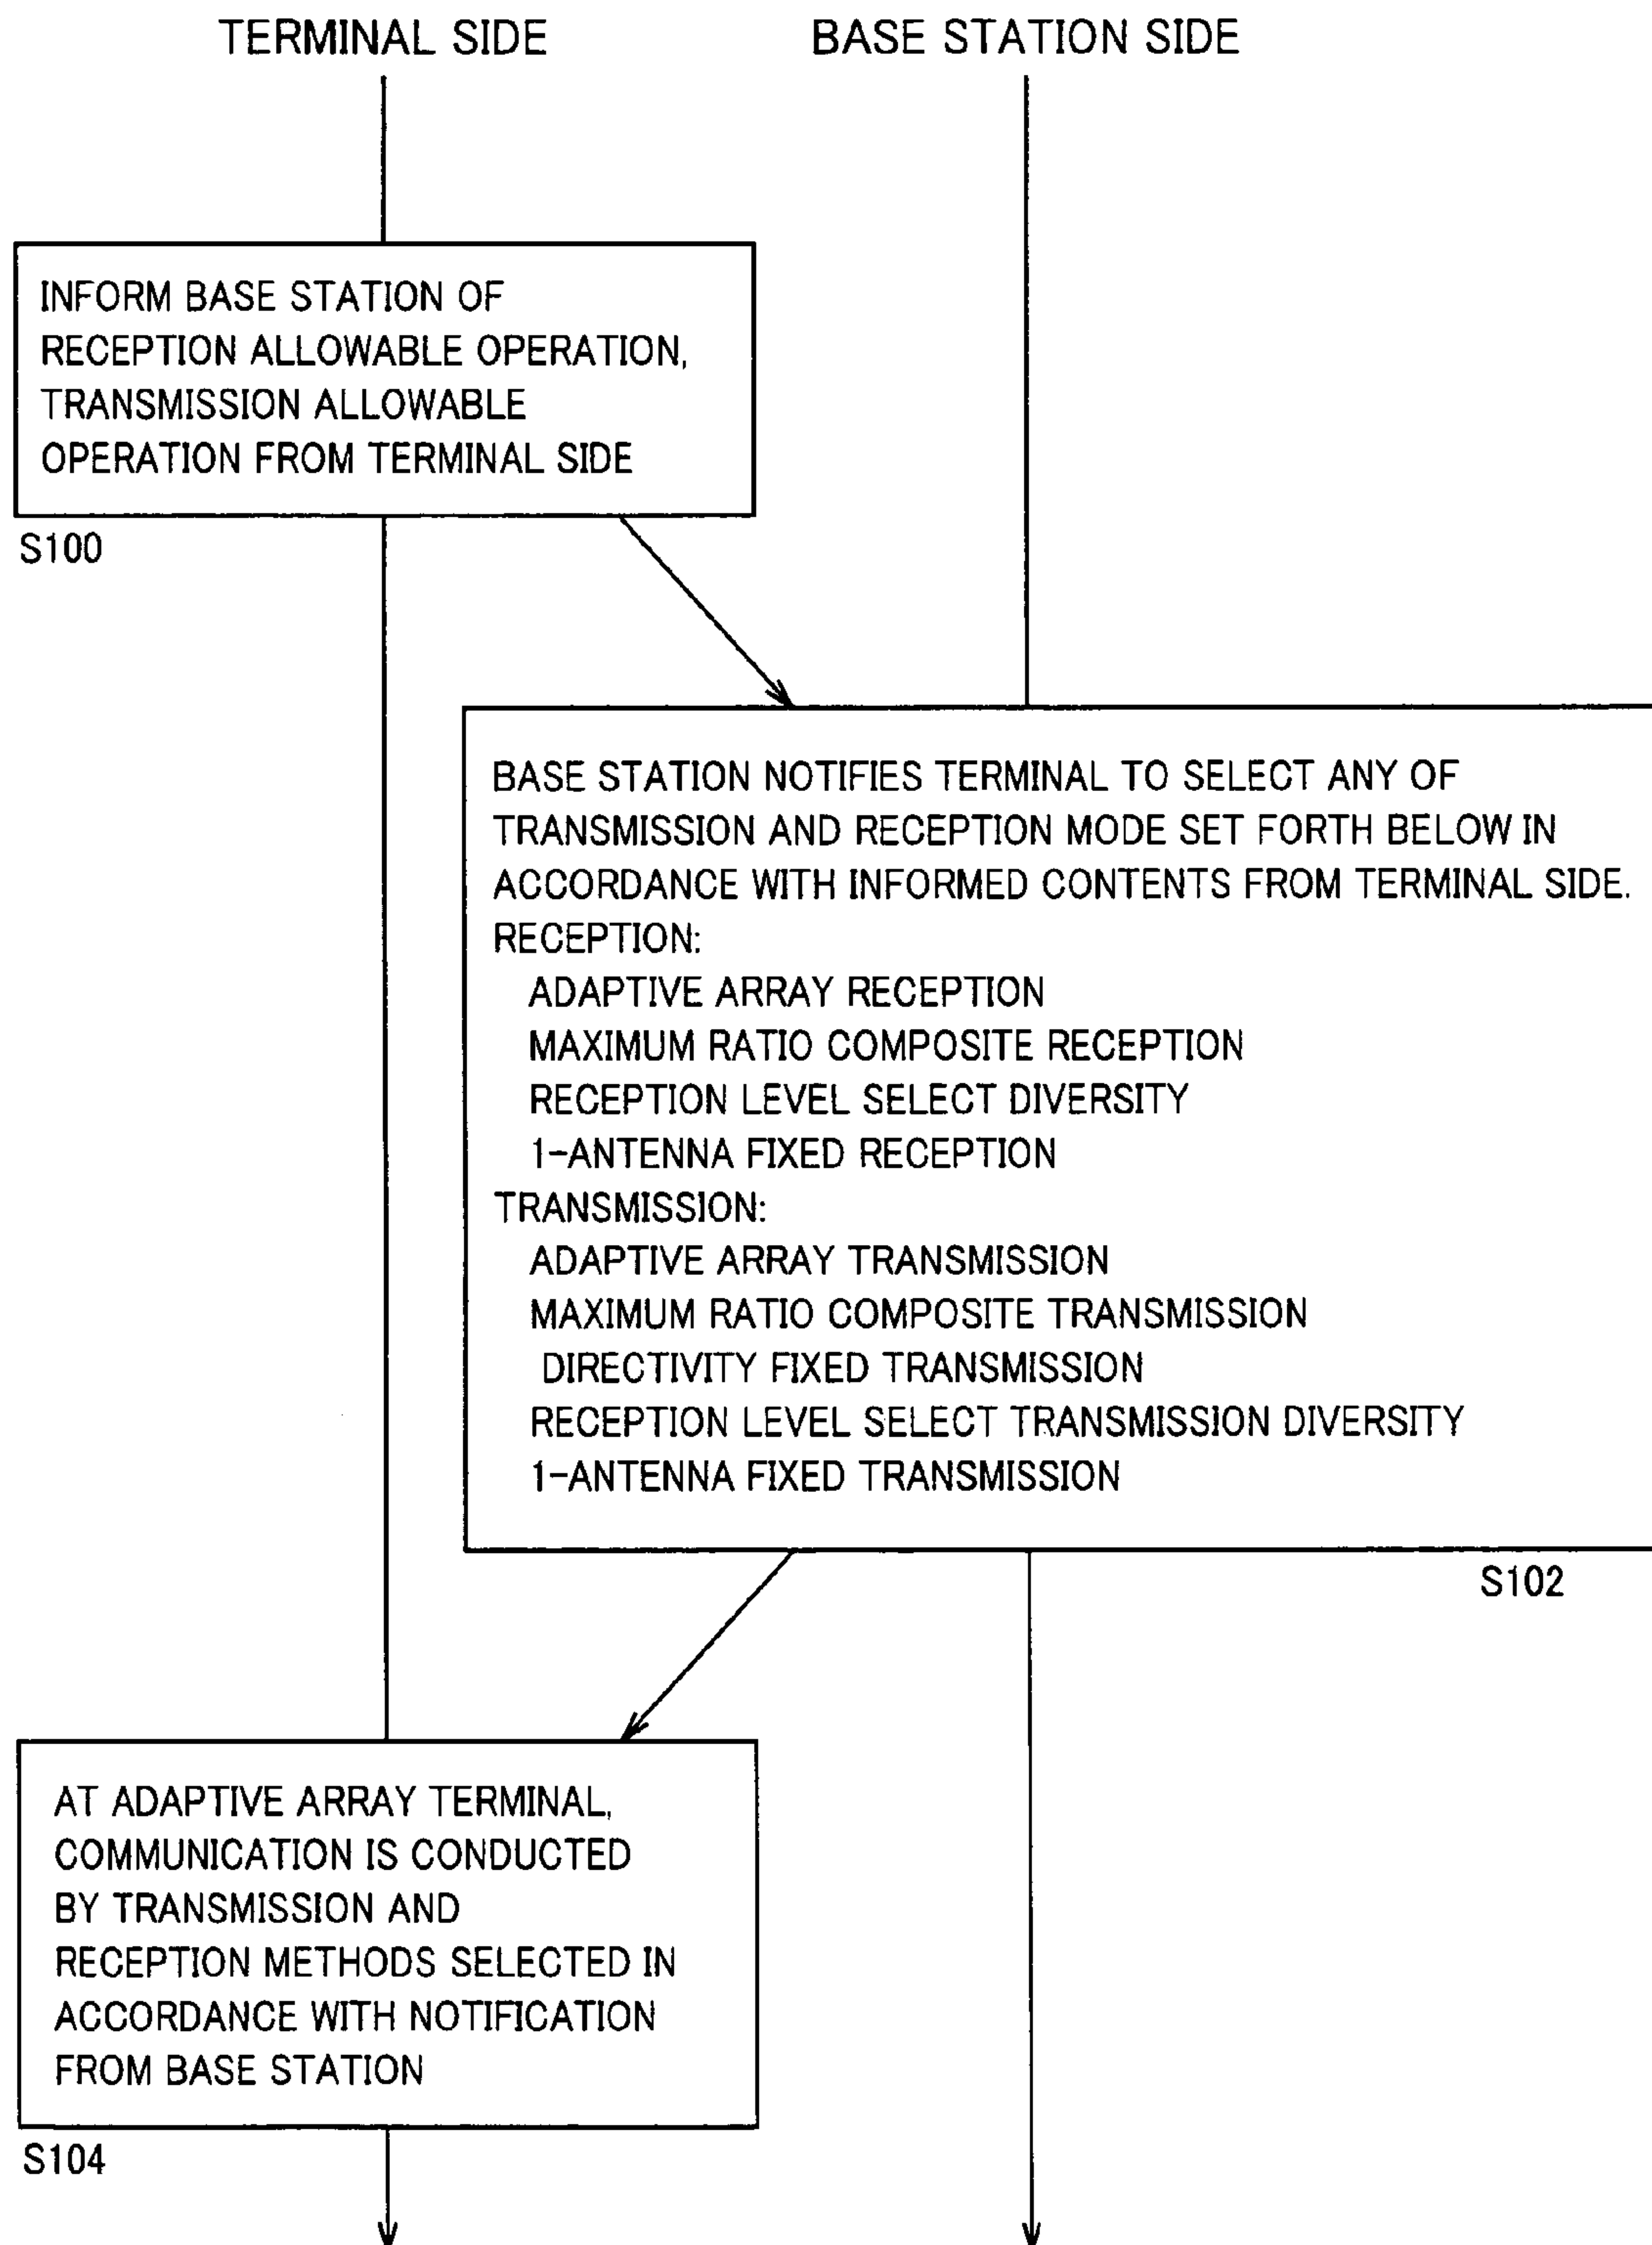 TERMINAL SIDE
BASE STATION SIDE
INFORM BASE STATION OF
RECEPTION ALLOWABLE OPERATION,
TRANSMISSION ALLOWABLE
OPERATION FROM TERMINAL SIDE
S100
BASE STATION NOTIFIES TERMINAL TO SELECT ANY OF
TRANSMISSION AND RECEPTION MODE SET FORTH BELOW IN
ACCORDANCE WITH INFORMED CONTENTS FROM TERMINAL SIDE.
RECEPTION:
ADAPTIVE ARRAY RECEPTION
MAXIMUM RATIO COMPOSITE RECEPTION
RECEPTION LEVEL SELECT DIVERSITY
1-ANTENNA FIXED RECEPTION
TRANSMISSION:
ADAPTIVE ARRAY TRANSMISSION
MAXIMUM RATIO COMPOSITE TRANSMISSION
DIRECTIVITY FIXED TRANSMISSION
RECEPTION LEVEL SELECT TRANSMISSION DIVERSITY
1-ANTENNA FIXED TRANSMISSION
S102
AT ADAPTIVE ARRAY TERMINAL,
COMMUNICATION IS CONDUCTED
BY TRANSMISSION AND
RECEPTION METHODS SELECTED IN
ACCORDANCE WITH NOTIFICATION
FROM BASE STATION
S104